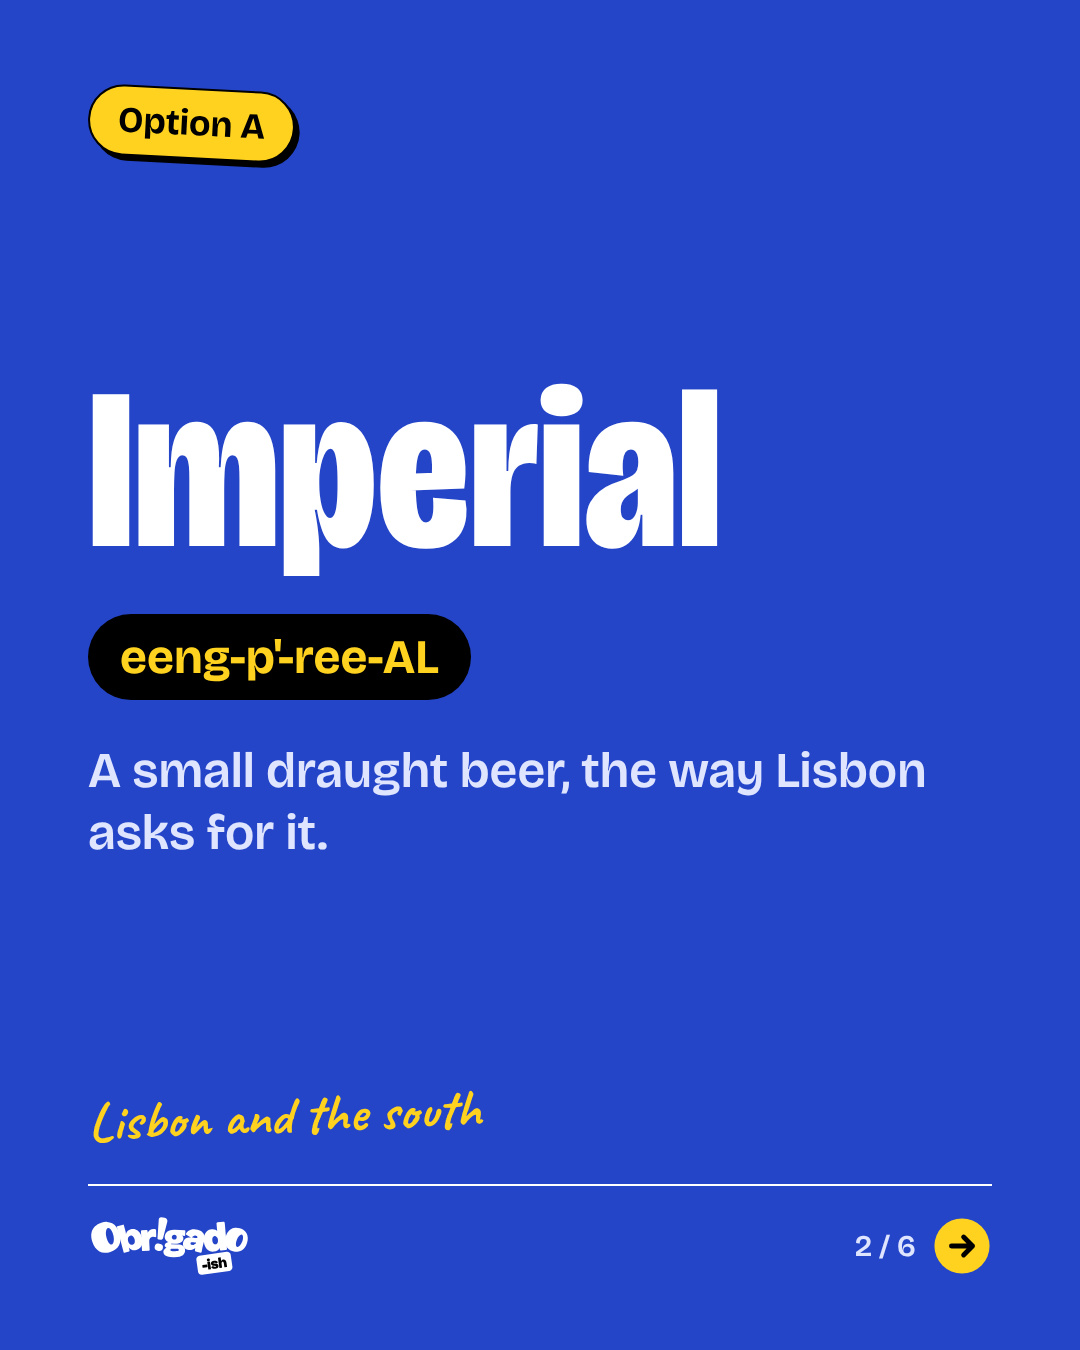 Option A
Imperial
eeng-p'-ree-AL
A small draught beer, the way Lisbon
asks for it.
Lisbon and the south
Obr!gado
-ish
2 / 6